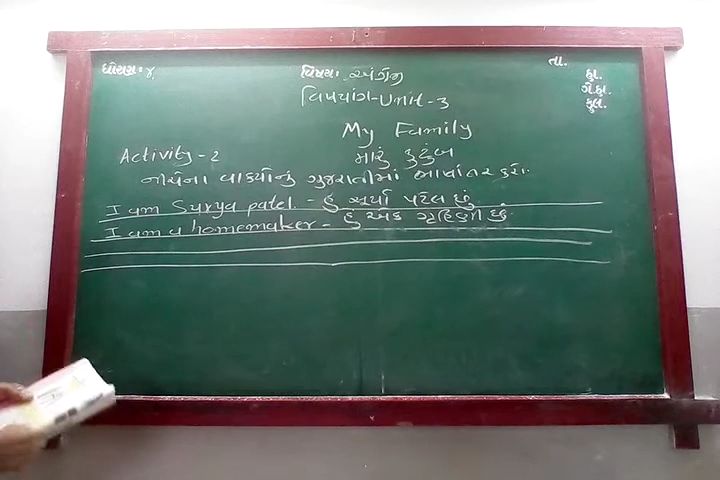 ધોરણ: ૪
વિષય: અંગ્રેજી
તા.
હા.
ગે.હા.
કુલ.
વિષયાંગ-Unit-3
My Family
Activity-2
મારું કુટુંબ
નીચેના વાક્યોનું ગુજરાતીમાં ભાષાંતર કરો.
I am Surya patel. - હું સૂર્યા પટેલ છું.
I am a homemaker - હું એક ગૃહિણી છું.